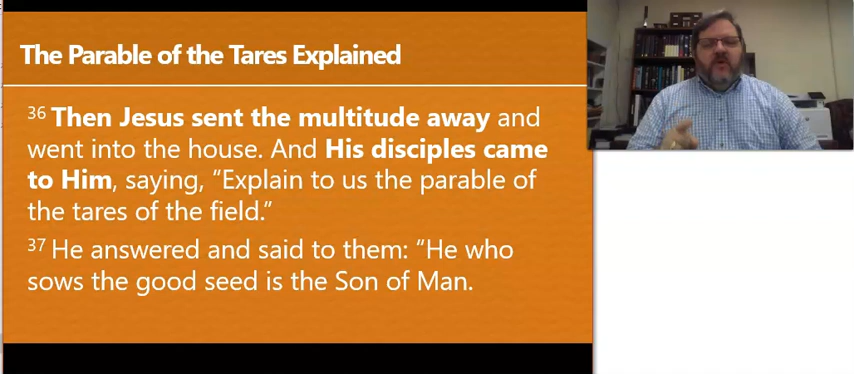 The Parable of the Tares Explained
36 Then Jesus sent the multitude away and
went into the house. And His disciples came
to Him, saying, “Explain to us the parable of
the tares of the field.”
37 He answered and said to them: “He who
sows the good seed is the Son of Man.